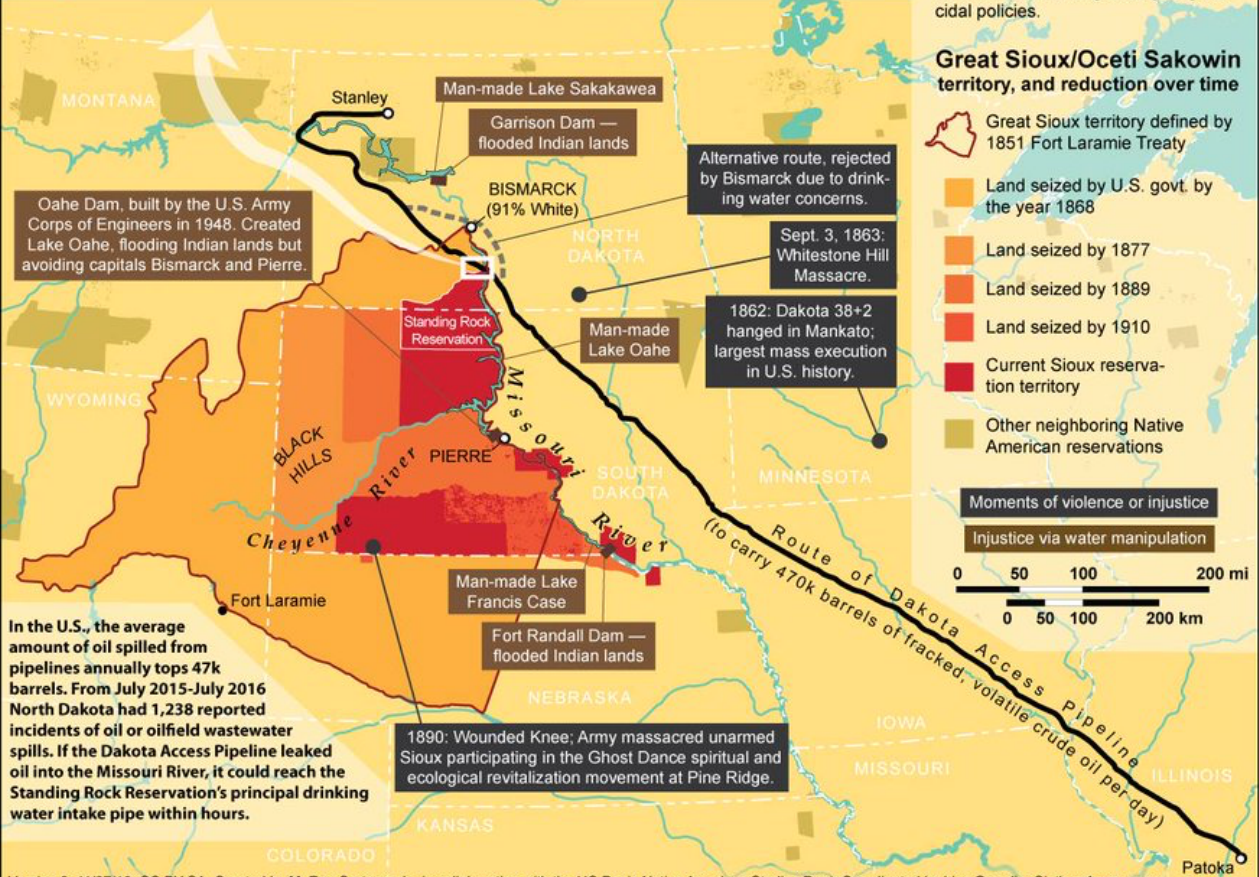 cidal policies.
Great Sioux/Oceti Sakowin
territory, and reduction over time
Great Sioux territory defined by
1851 Fort Laramie Treaty
Land seized by U.S. govt. by
the year 1868
Land seized by 1877
Land seized by 1889
Land seized by 1910
Current Sioux reserva-
tion territory
Other neighboring Native
American reservations
Moments of violence or injustice
Injustice via water manipulation
0 50 100 200 mi
0 50 100 200 km
MONTANA
Stanley
Man-made Lake Sakakawea
Garrison Dam —
flooded Indian lands
BISMARCK
(91% White)
Alternative route, rejected
by Bismarck due to drink-
ing water concerns.
Oahe Dam, built by the U.S. Army
Corps of Engineers in 1948. Created
Lake Oahe, flooding Indian lands but
avoiding capitals Bismarck and Pierre.
NORTH
DAKOTA
Sept. 3, 1863:
Whitestone Hill
Massacre.
1862: Dakota 38+2
hanged in Mankato;
largest mass execution
in U.S. history.
Standing Rock
Reservation
Man-made
Lake Oahe
WYOMING
BLACK
HILLS
Missouri
River
PIERRE
Cheyenne River
SOUTH
DAKOTA
MINNESOTA
Route of Dakota Access Pipeline
(to carry 470k barrels of fracked, volatile crude oil per day)
Man-made Lake
Francis Case
Fort Randall Dam —
flooded Indian lands
Fort Laramie
In the U.S., the average
amount of oil spilled from
pipelines annually tops 47k
barrels. From July 2015-July 2016
North Dakota had 1,238 reported
incidents of oil or oilfield wastewater
spills. If the Dakota Access Pipeline leaked
oil into the Missouri River, it could reach the
Standing Rock Reservation's principal drinking
water intake pipe within hours.
NEBRASKA
1890: Wounded Knee; Army massacred unarmed
Sioux participating in the Ghost Dance spiritual and
ecological revitalization movement at Pine Ridge.
IOWA
MISSOURI
ILLINOIS
KANSAS
COLORADO
Patoka